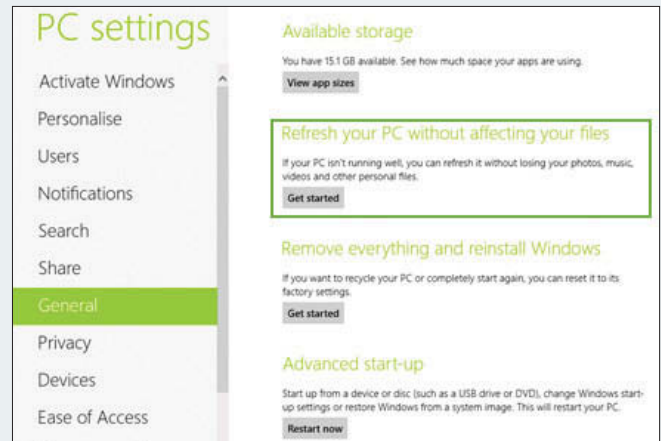 PC settings
Activate Windows
Personalise
Users
Notifications
Search
Share
General
Privacy
Devices
Ease of Access
Available storage
You have 15.1 GB available. See how much space your apps are using.
View app sizes
Refresh your PC without affecting your files
If your PC isn't running well, you can refresh it without losing your photos, music,
videos and other personal files.
Get started
Remove everything and reinstall Windows
If you want to recycle your PC or completely start again, you can reset it to its
factory settings.
Get started
Advanced start-up
Start up from a device or disc (such as a USB drive or DVD), change Windows start-
up settings or restore Windows from a system image. This will restart your PC.
Restart now